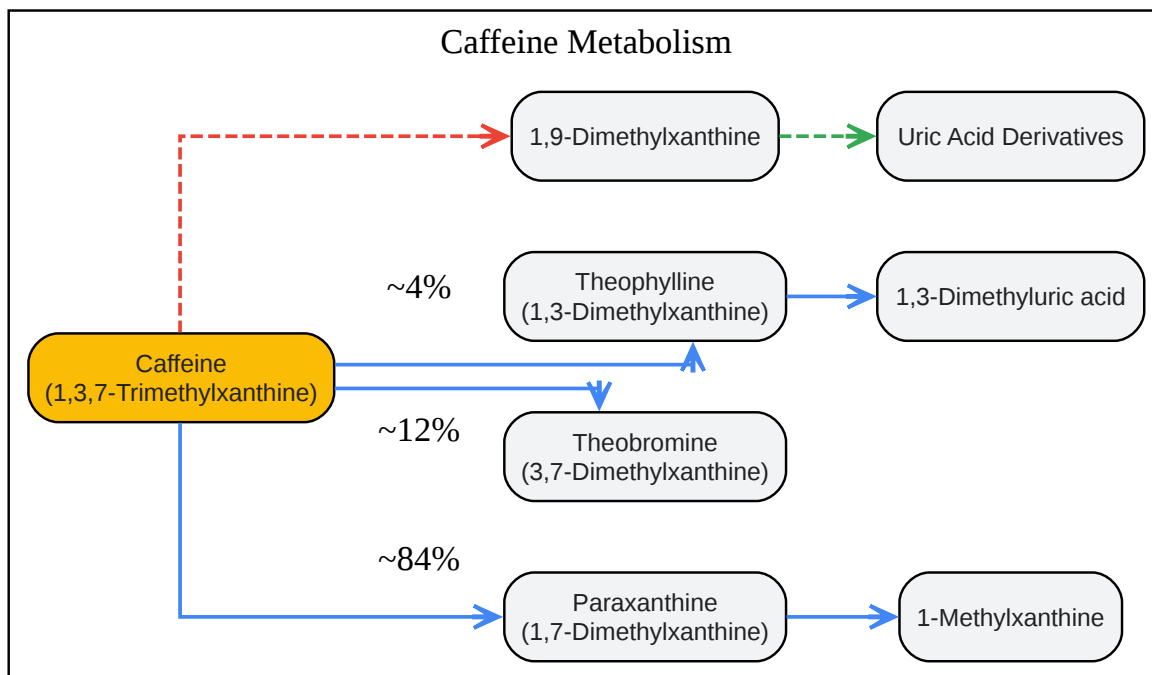 Caffeine Metabolism
1,9-Dimethylxanthine
Uric Acid Derivatives
~4%
Theophylline
(1,3-Dimethylxanthine)
1,3-Dimethyluric acid
Caffeine
(1,3,7-Trimethylxanthine)
~12%
Theobromine
(3,7-Dimethylxanthine)
~84%
Paraxanthine
(1,7-Dimethylxanthine)
1-Methylxanthine